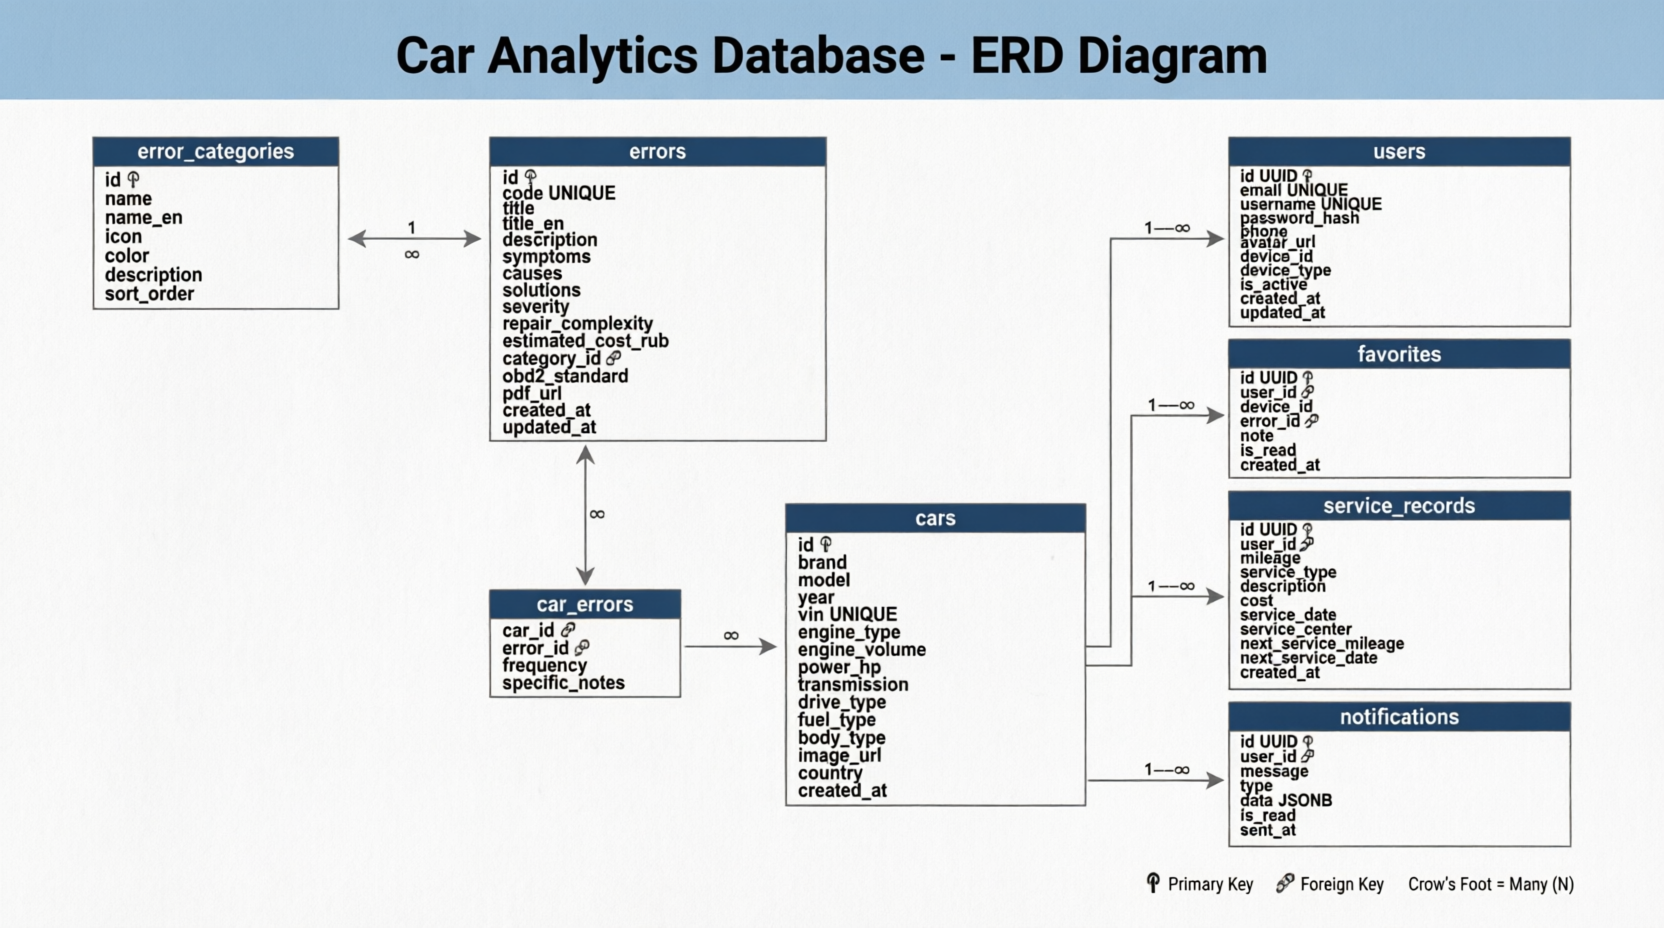 Car Analytics Database - ERD Diagram
error_categories
id
name
name_en
icon
color
description
sort_order
1
∞
errors
id
code UNIQUE
title
title_en
description
symptoms
causes
solutions
severity
repair_complexity
estimated_cost_rub
category_id
obd2_standard
pdf_url
created_at
updated_at
∞
car_errors
car_id
error_id
frequency
specific_notes
∞
cars
id
brand
model
year
vin UNIQUE
engine_type
engine_volume
power_hp
transmission
drive_type
fuel_type
body_type
image_url
country
created_at
1—∞
users
id UUID
email UNIQUE
username UNIQUE
password_hash
phone
avatar_url
device_id
device_type
is_active
created_at
updated_at
1—∞
favorites
id UUID
user_id
device_id
error_id
note
is_read
created_at
1—∞
service_records
id UUID
user_id
mileage
service_type
description
cost
service_date
service_center
next_service_mileage
next_service_date
created_at
1—∞
notifications
id UUID
user_id
message
type
data JSONB
is_read
sent_at
Primary Key Foreign Key Crow's Foot = Many (N)